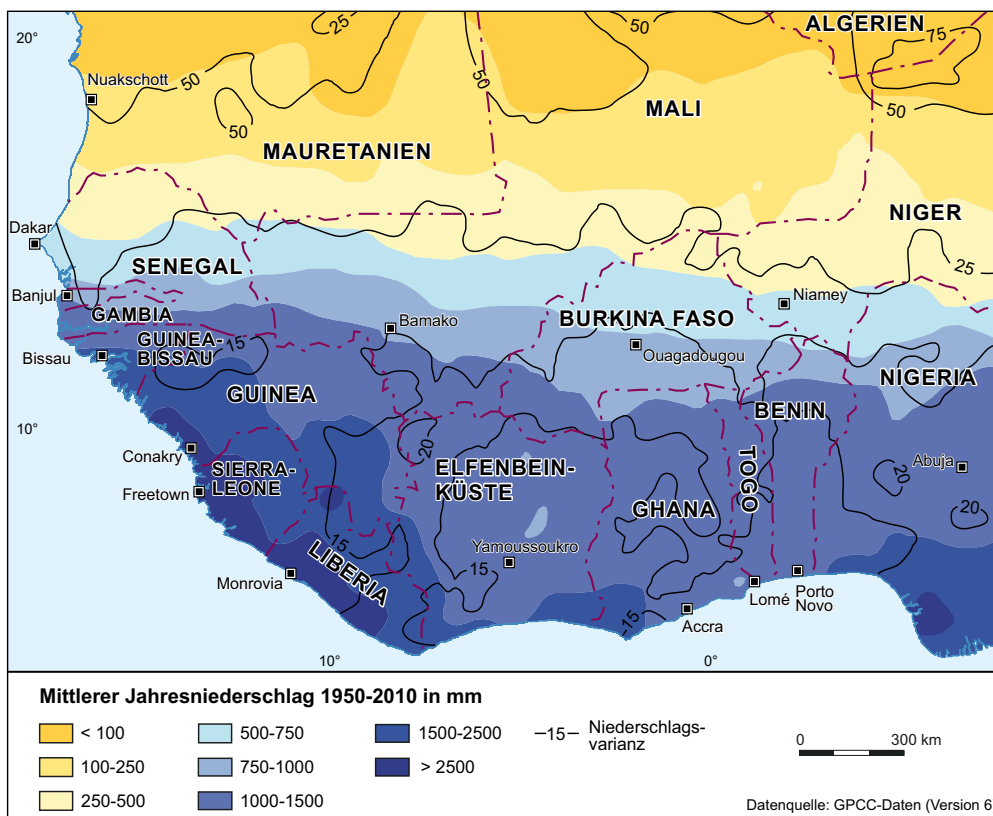 25
ALGERIEN
20°
75
50
Nuakschott
50
50
MALI
50
50
MAURETANIEN
NIGER
Dakar
25
SENEGAL
Banjul
Niamey
GAMBIA
Bamako
BURKINA FASO
GUINEA-
BISSAU
15
Bissau
Ouagadougou
NIGERIA
GUINEA
BENIN
10°
20
Conakry
SIERRA-
LEONE
ELFENBEIN-
KÜSTE
TOGO
Abuja
20
Freetown
GHANA
20
15
Yamoussoukro
LIBERIA
15
Monrovia
Lomé
Porto
Novo
15
Accra
10°
0°
Mittlerer Jahresniederschlag 1950-2010 in mm
< 100
500-750
1500-2500
–15– Niederschlags-
varianz
0
300 km
100-250
750-1000
> 2500
250-500
1000-1500
Datenquelle: GPCC-Daten (Version 6